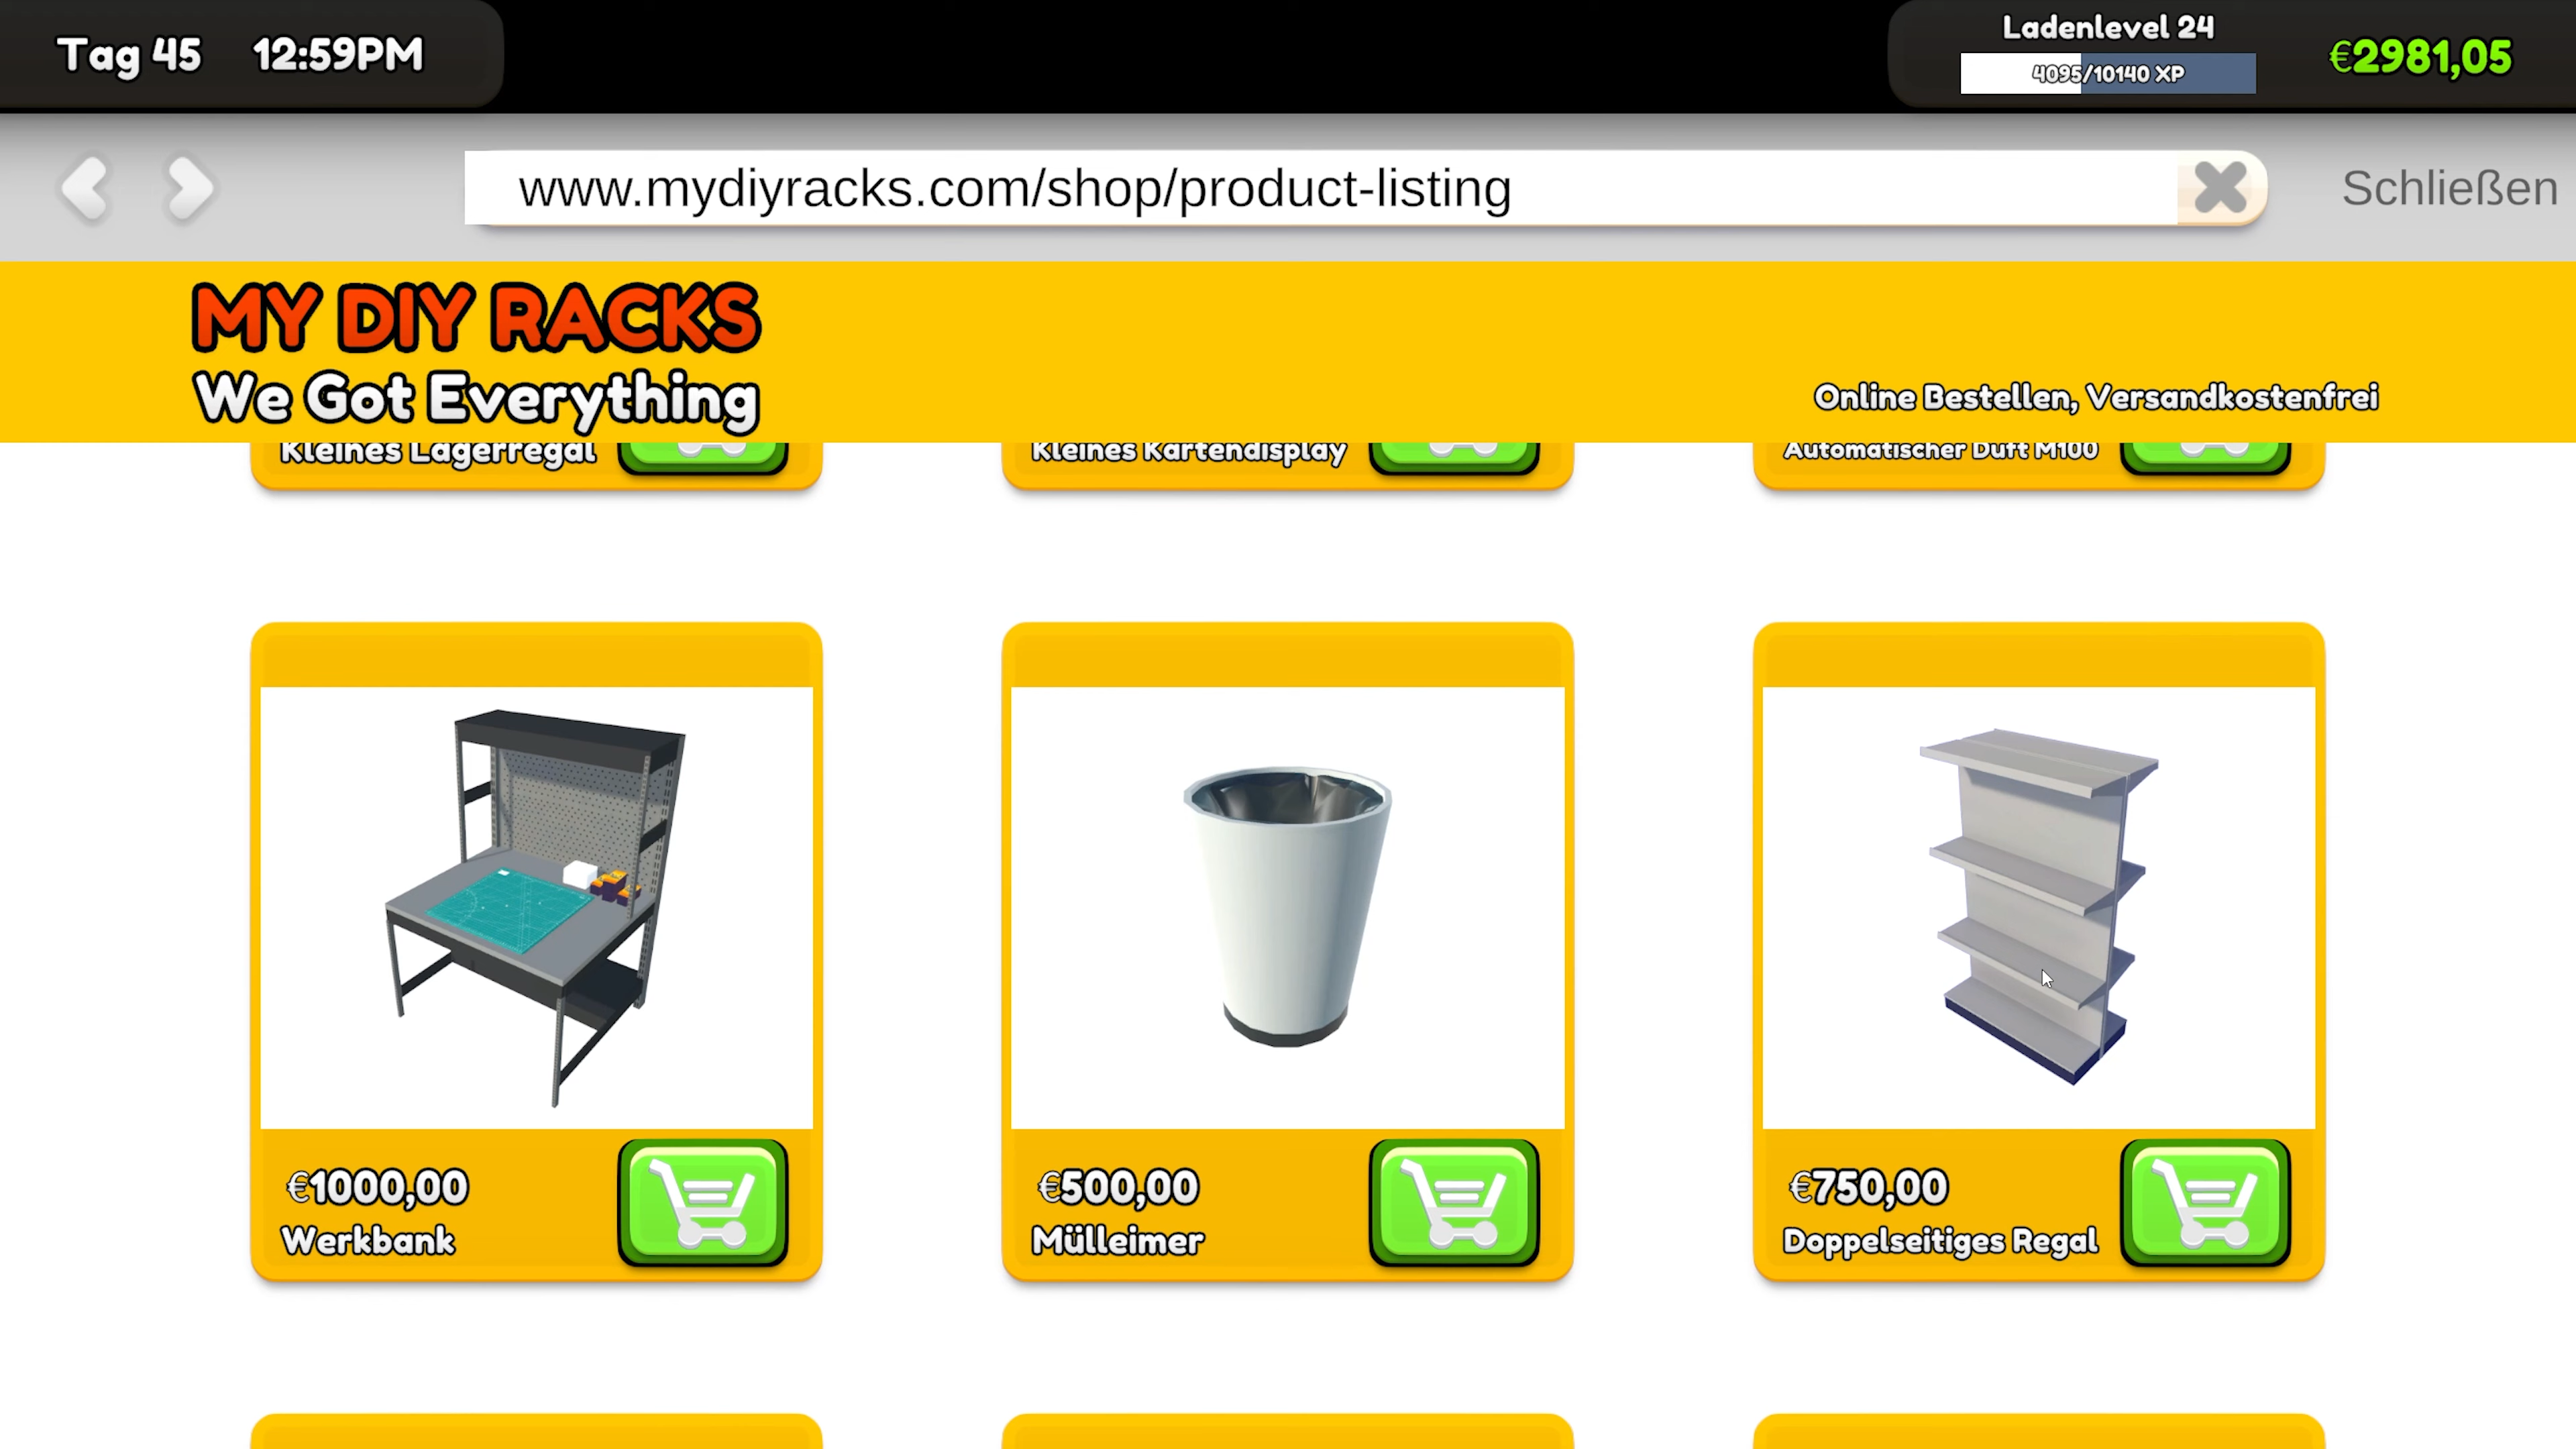 Tag 45 12:59PM
Ladenlevel 24
4095/10140 XP
€2981,05
www.mydiyracks.com/shop/product-listing
Schließen
MY DIY RACKS
We Got Everything
Online Bestellen, Versandkostenfrei
Kleines Lagerregal
Kleines Kartendisplay
Automatischer Duft M100
€1000,00
Werkbank
€500,00
Mülleimer
€750,00
Doppelseitiges Regal